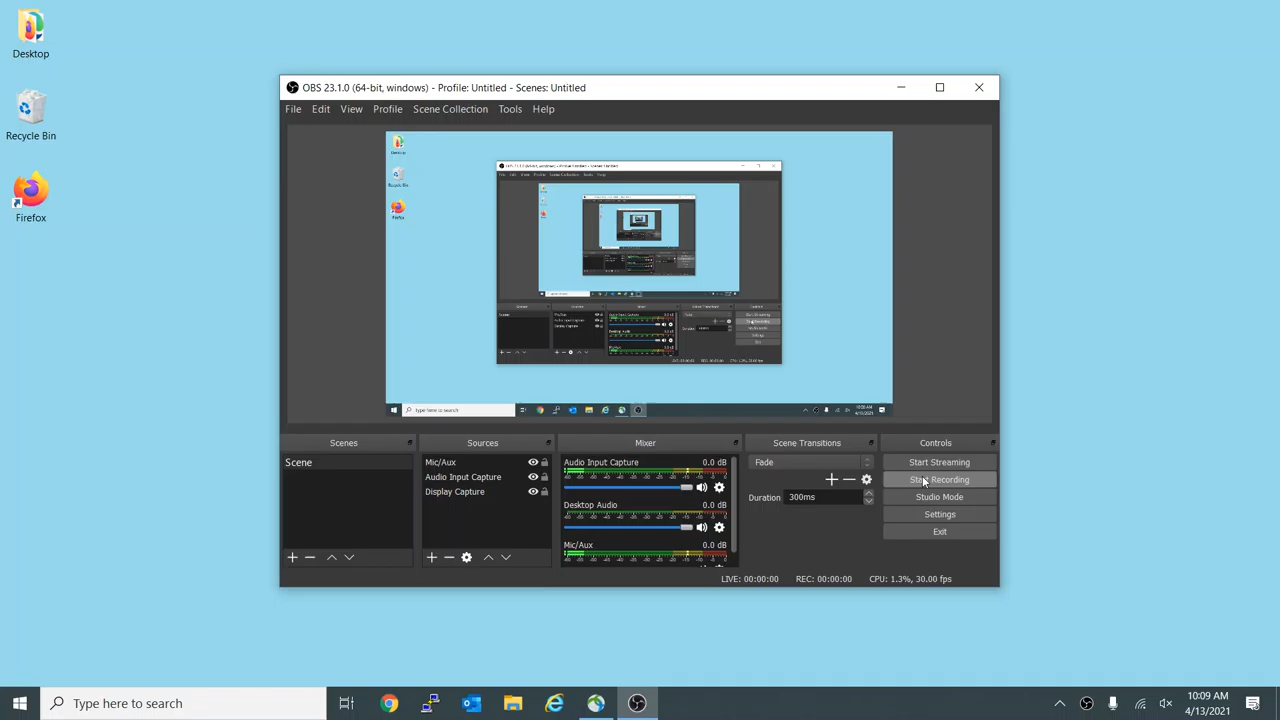 Desktop
Recycle Bin
Firefox
OBS 23.1.0 (64-bit, windows) - Profile: Untitled - Scenes: Untitled
File Edit View Profile Scene Collection Tools Help
Scenes Sources Mixer Scene Transitions Controls
Scene
Mic/Aux
Audio Input Capture
Display Capture
Audio Input Capture 0.0 dB
Desktop Audio 0.0 dB
Mic/Aux 0.0 dB
Fade
Duration 300ms
Start Streaming
Start Recording
Studio Mode
Settings
Exit
LIVE: 00:00:00 REC: 00:00:00 CPU: 1.3%, 30.00 fps
Type here to search
10:09 AM
4/13/2021